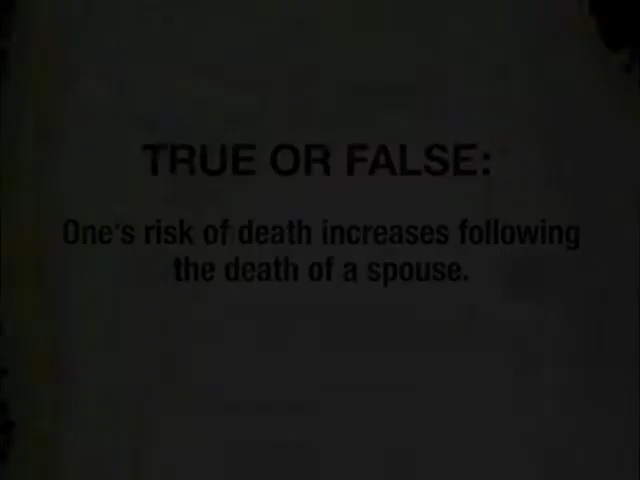 TRUE OR FALSE:
One's risk of death increases following
the death of a spouse.